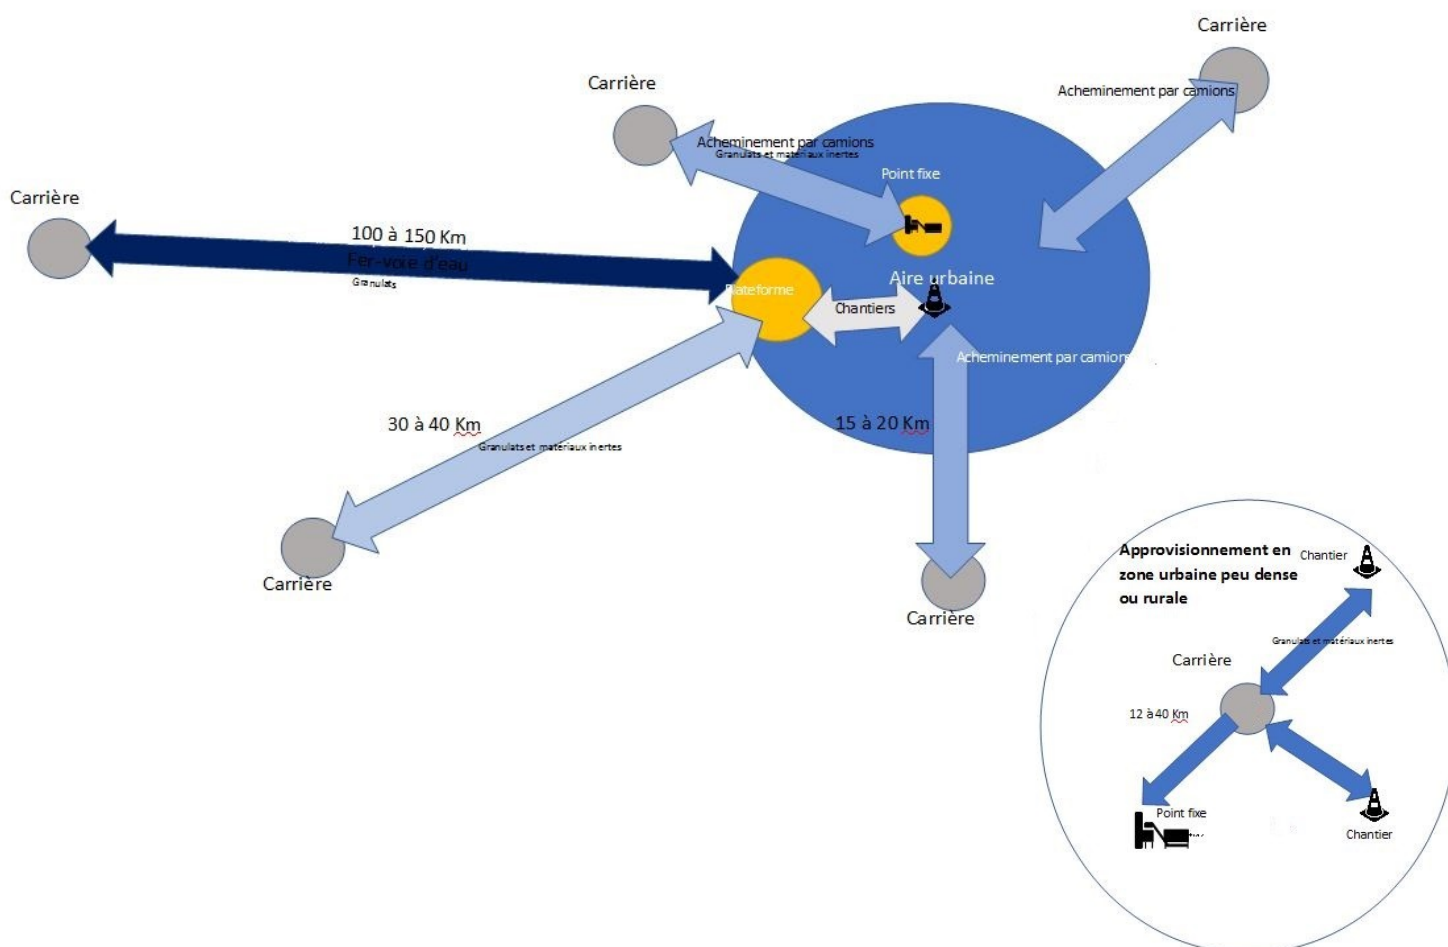 Carrière
Carrière
Acheminement par camions
Acheminement par camions
Granulats et matériaux inertes
Point fixe
Carrière
100 à 150 Km
Fer-voie d'eau
Granulats
Plateforme
Aire urbaine
Chantiers
Acheminement par camions
30 à 40 Km
Granulats et matériaux inertes
15 à 20 Km
Carrière
Carrière
Approvisionnement en
zone urbaine peu dense
ou rurale
Chantier
Granulats et matériaux inertes
Carrière
12 à 40 Km
Point fixe
Chantier